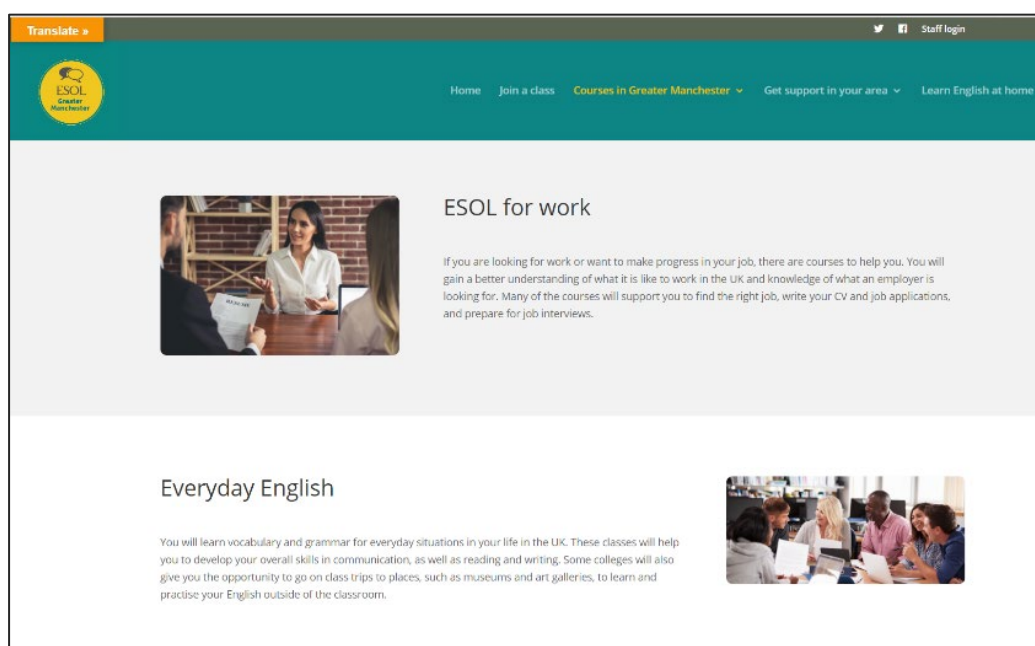 Translate »
Staff login
ESOL
Greater
Manchester
Home Join a class Courses in Greater Manchester Get support in your area Learn English at home
ESOL for work
If you are looking for work or want to make progress in your job, there are courses to help you. You will
gain a better understanding of what it is like to work in the UK and knowledge of what an employer is
looking for. Many of the courses will support you to find the right job, write your CV and job applications,
and prepare for job interviews.
RESUME
Everyday English
You will learn vocabulary and grammar for everyday situations in your life in the UK. These classes will help
you to develop your overall skills in communication, as well as reading and writing. Some colleges will also
give you the opportunity to go on class trips to places, such as museums and art galleries, to learn and
practise your English outside of the classroom.